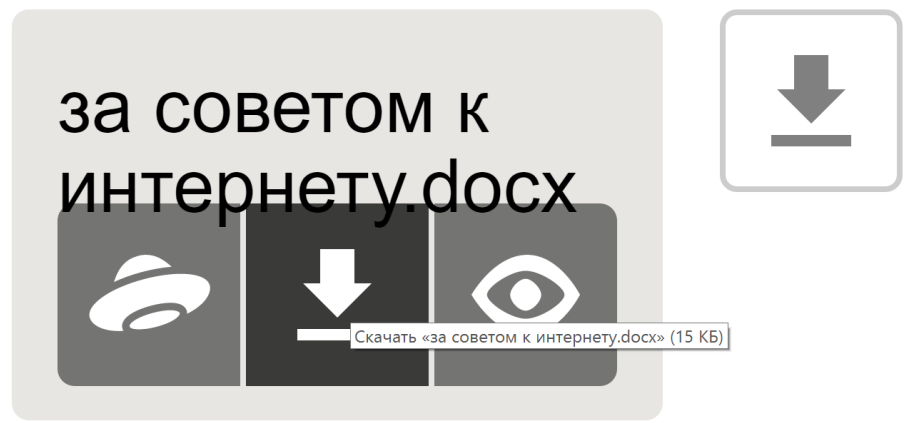 за советом к
интернету.docx
Скачать «за советом к интернету.docx» (15 КБ)